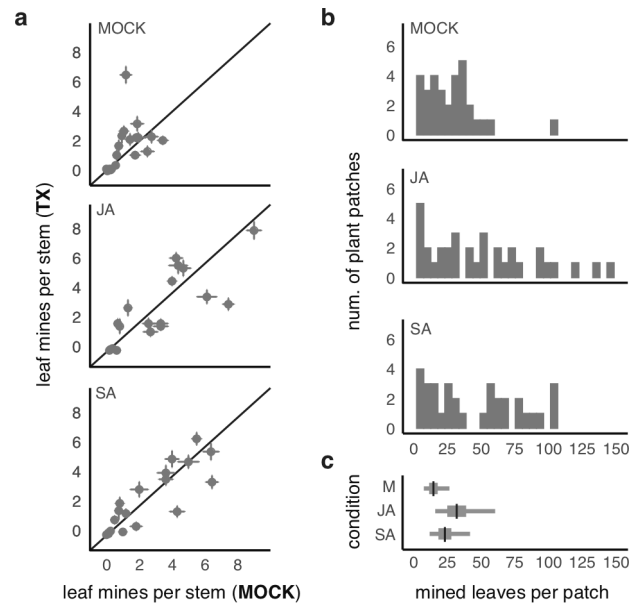 a
MOCK
8
6
4
2
0
JA
8
6
4
2
0
SA
8
6
4
2
0
0 2 4 6 8
leaf mines per stem (TX)
leaf mines per stem (MOCK)
b
MOCK
6
4
2
0
JA
6
4
2
0
SA
6
4
2
0
0 25 50 75 100 125 150
num. of plant patches
c
condition
M
JA
SA
0 25 50 75 100 125 150
mined leaves per patch